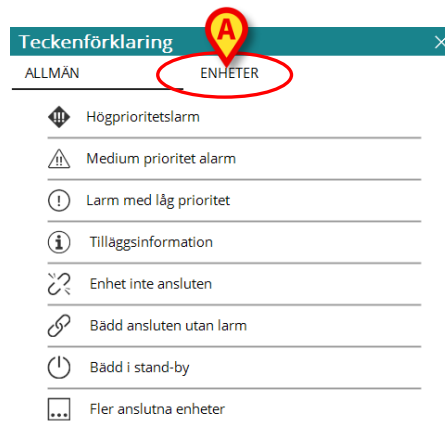 A
Teckenförklaring
ALLMÄN ENHETER
Högprioritetslarm
Medium prioritet alarm
Larm med låg prioritet
Tilläggsinformation
Enhet inte ansluten
Bädd ansluten utan larm
Bädd i stand-by
Fler anslutna enheter